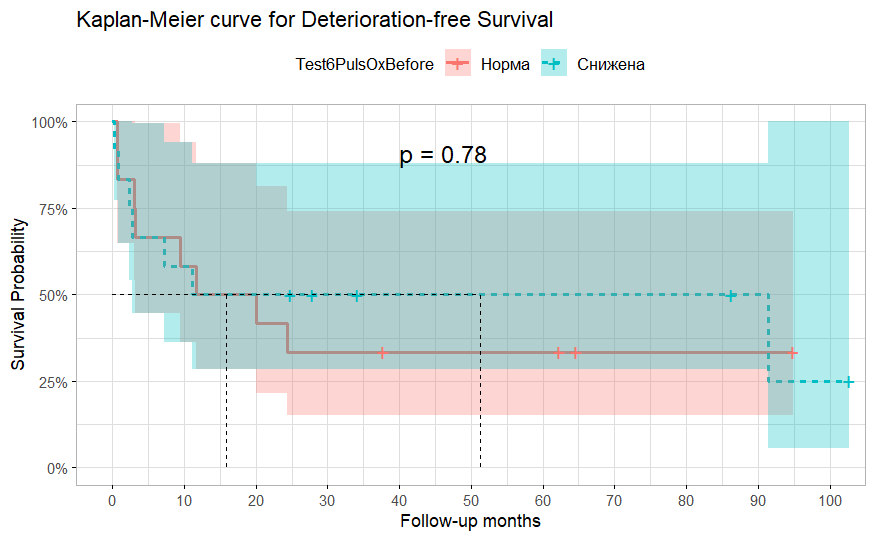 Kaplan-Meier curve for Deterioration-free Survival
Test6PulsOxBefore Норма Снижена
p = 0.78
Survival Probability
100%
75%
50%
25%
0%
0 10 20 30 40 50 60 70 80 90 100
Follow-up months